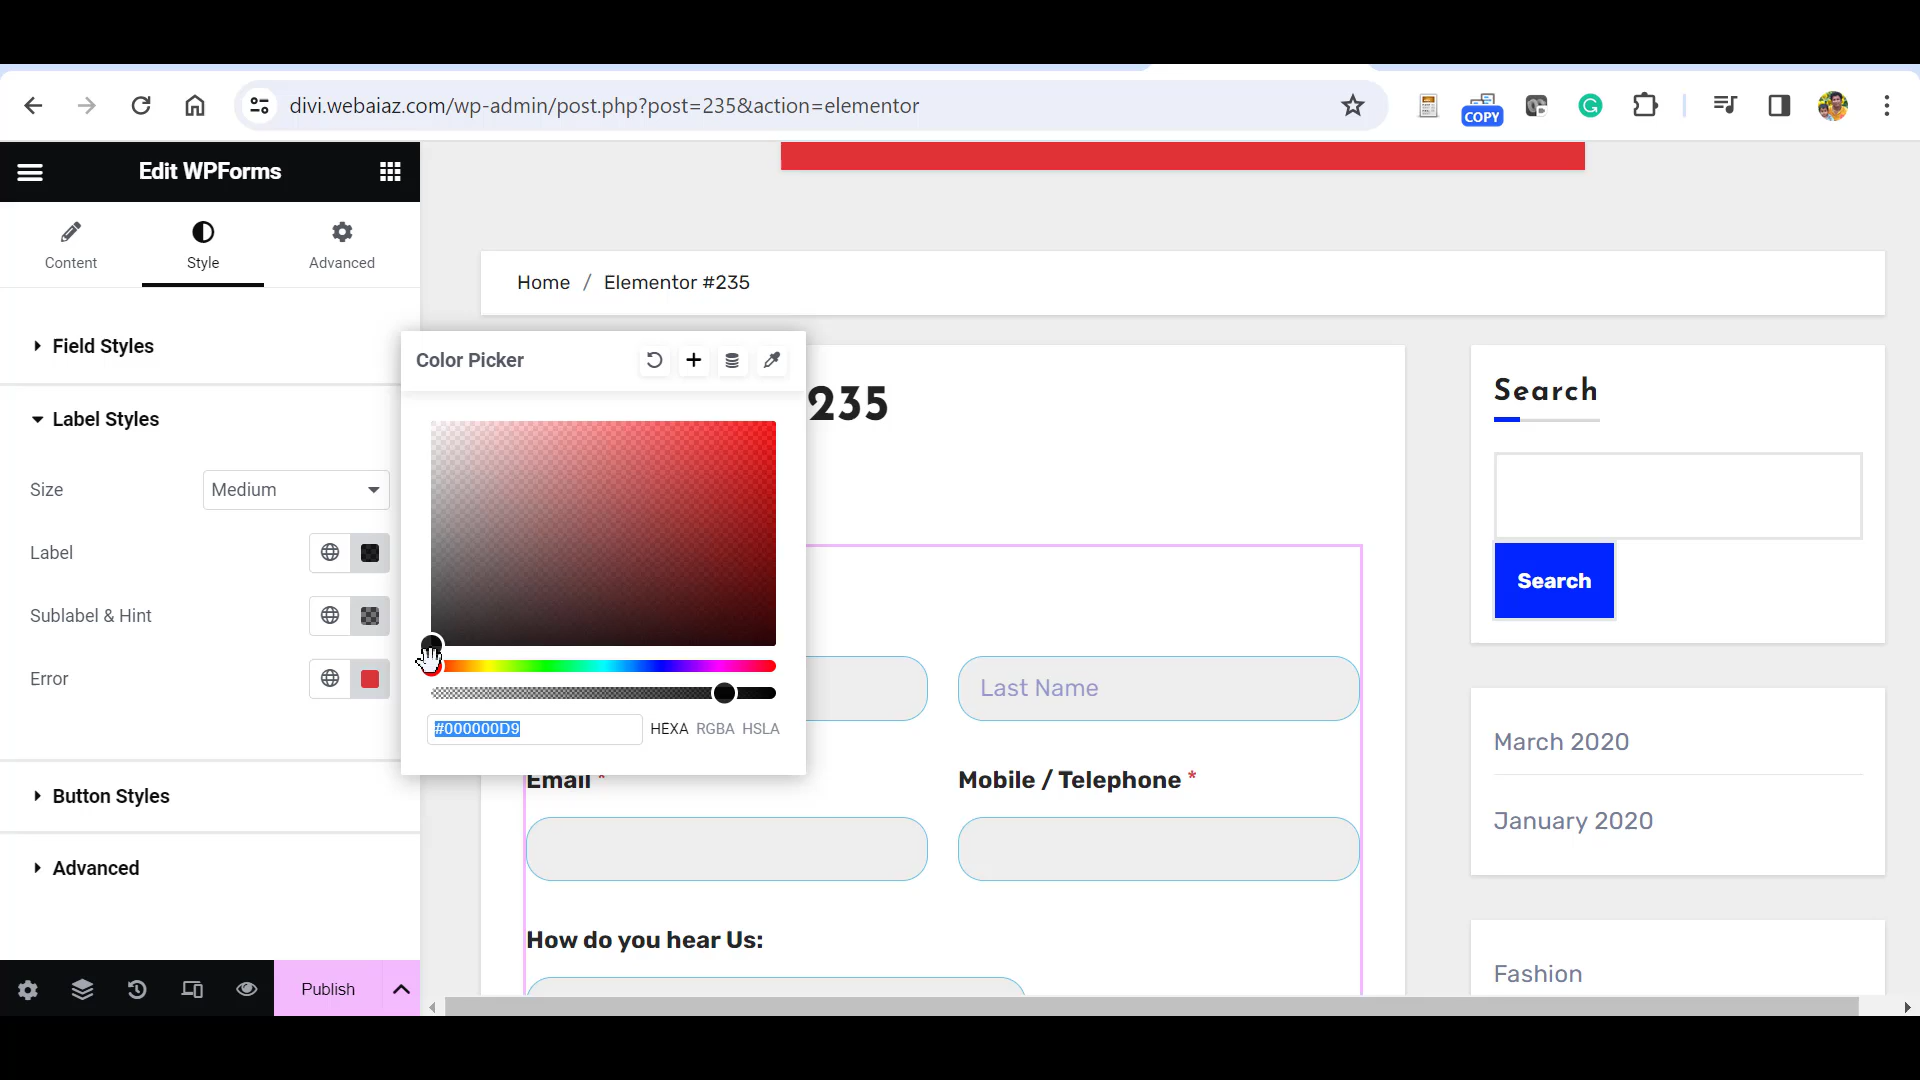 divi.webaiaz.com/wp-admin/post.php?post=235&action=elementor
COPY
Edit WPForms
Content
Style
Advanced
Home / Elementor #235
Field Styles
Color Picker
235
Search
Label Styles
Size
Medium
Label
Search
Sublabel & Hint
Error
Last Name
#000000D9
HEXA RGBA HSLA
March 2020
Email *
Mobile / Telephone *
Button Styles
January 2020
Advanced
How do you hear Us:
Fashion
Publish